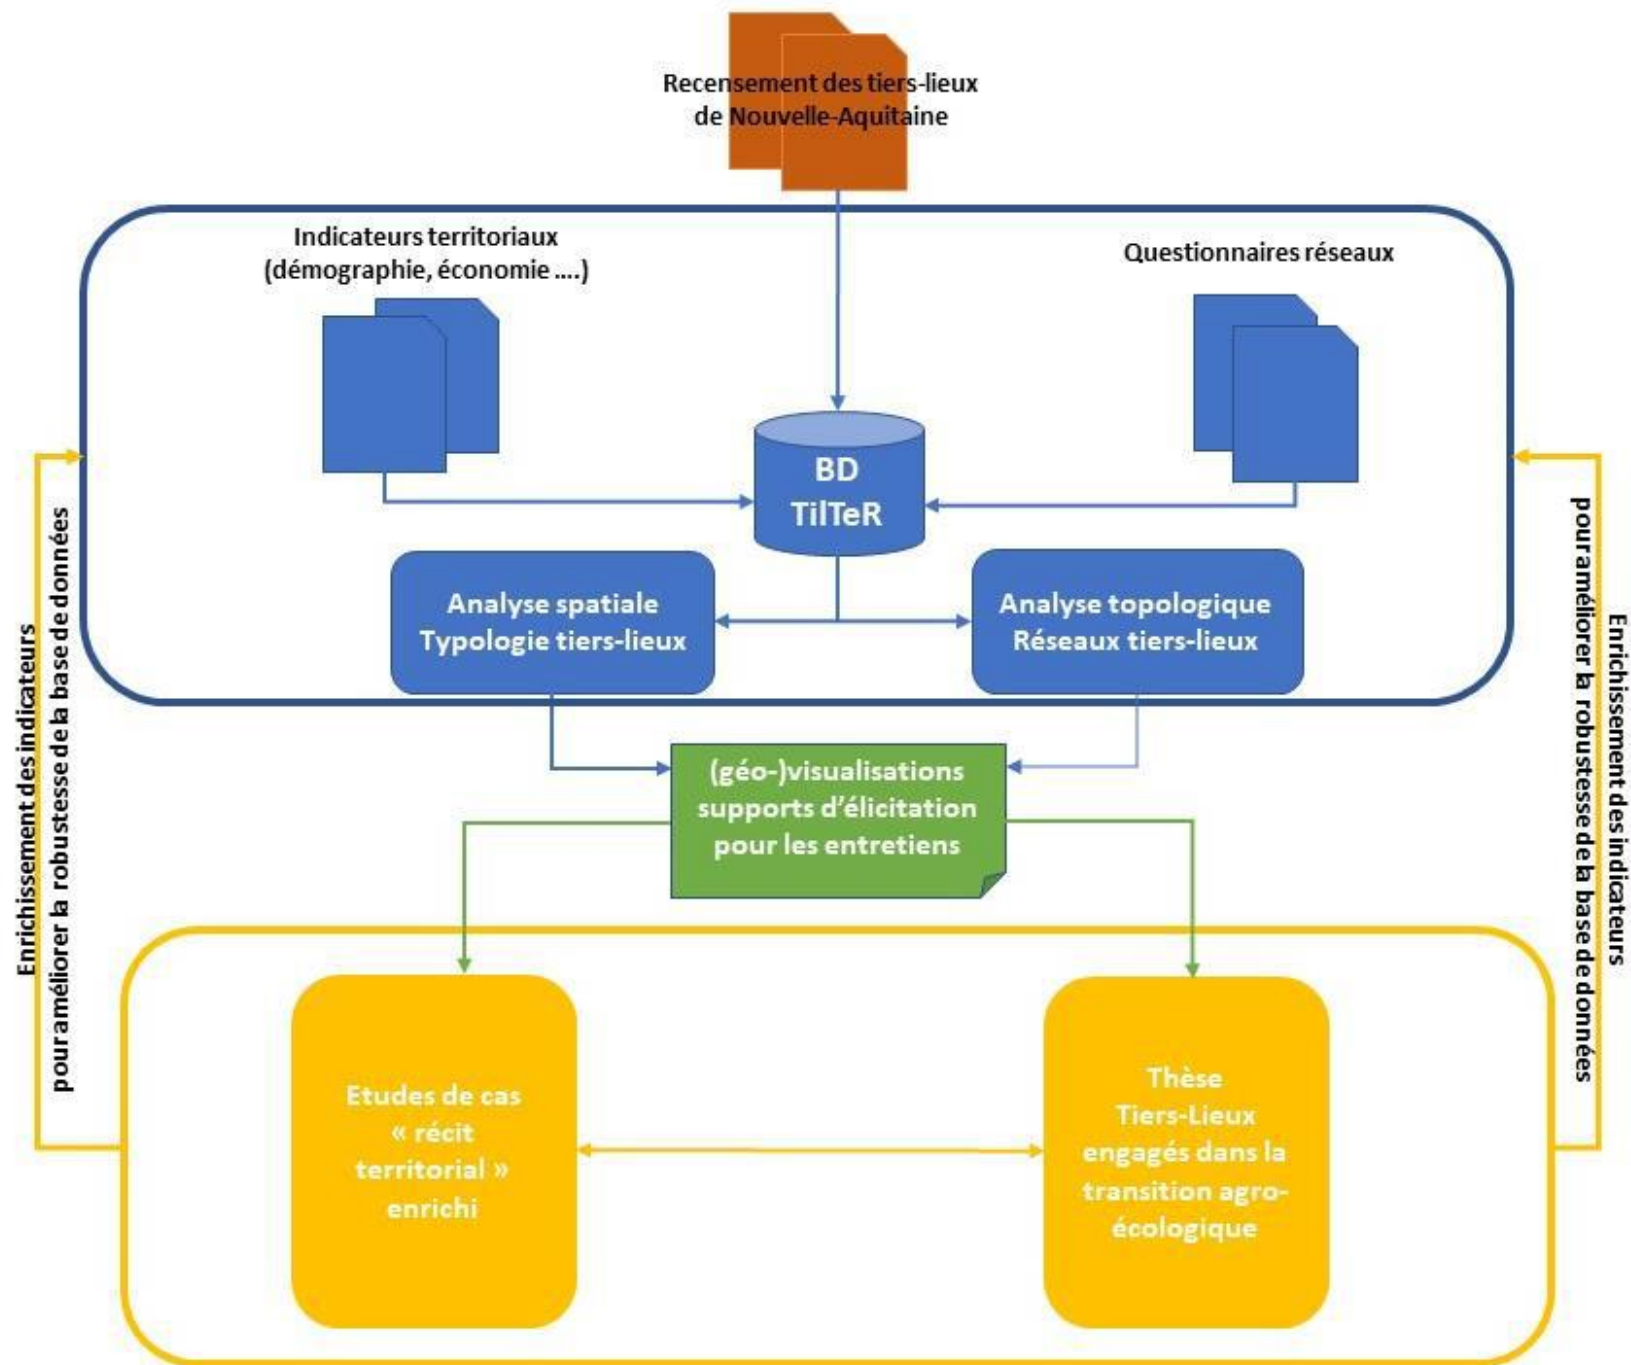 Recensement des tiers-lieux
de Nouvelle-Aquitaine
Indicateurs territoriaux
(démographie, économie ....)
Questionnaires réseaux
BD
TilTeR
Analyse spatiale
Typologie tiers-lieux
Analyse topologique
Réseaux tiers-lieux
(géo-)visualisations
supports d'élicitation
pour les entretiens
Enrichissement des indicateurs
pour améliorer la robustesse de la base de données
Enrichissement des indicateurs
pour améliorer la robustesse de la base de données
Etudes de cas
« récit
territorial »
enrichi
Thèse
Tiers-Lieux
engagés dans la
transition agro-
écologique